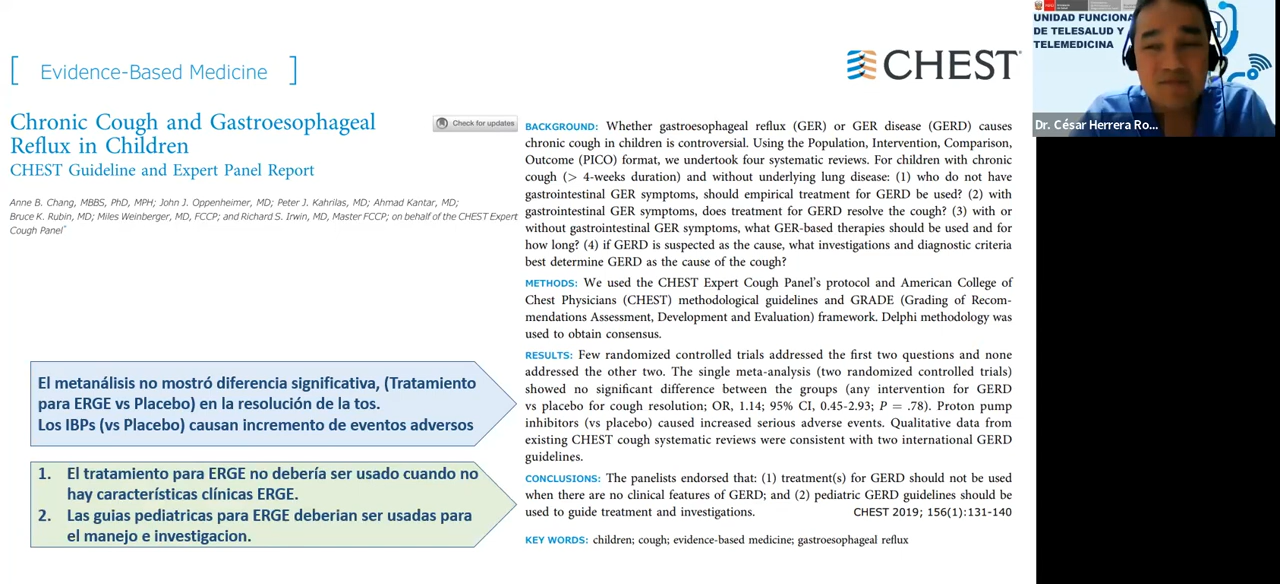 [ Evidence-Based Medicine ]
CHEST
Chronic Cough and Gastroesophageal
Reflux in Children
CHEST Guideline and Expert Panel Report
Check for updates
Anne B. Chang, MBBS, PhD, MPH; John J. Oppenheimer, MD; Peter J. Kahrilas, MD; Ahmad Kantar, MD;
Bruce K. Rubin, MD; Miles Weinberger, MD, FCCP; and Richard S. Irwin, MD, Master FCCP; on behalf of the CHEST Expert
Cough Panel*
El metanálisis no mostró diferencia significativa, (Tratamiento
para ERGE vs Placebo) en la resolución de la tos.
Los IBPs (vs Placebo) causan incremento de eventos adversos
1. El tratamiento para ERGE no debería ser usado cuando no
hay características clínicas ERGE.
2. Las guias pediatricas para ERGE deberian ser usadas para
el manejo e investigacion.
BACKGROUND: Whether gastroesophageal reflux (GER) or GER disease (GERD) causes
chronic cough in children is controversial. Using the Population, Intervention, Comparison,
Outcome (PICO) format, we undertook four systematic reviews. For children with chronic
cough (> 4-weeks duration) and without underlying lung disease: (1) who do not have
gastrointestinal GER symptoms, should empirical treatment for GERD be used? (2) with
gastrointestinal GER symptoms, does treatment for GERD resolve the cough? (3) with or
without gastrointestinal GER symptoms, what GER-based therapies should be used and for
how long? (4) if GERD is suspected as the cause, what investigations and diagnostic criteria
best determine GERD as the cause of the cough?
METHODS: We used the CHEST Expert Cough Panel's protocol and American College of
Chest Physicians (CHEST) methodological guidelines and GRADE (Grading of Recom-
mendations Assessment, Development and Evaluation) framework. Delphi methodology was
used to obtain consensus.
RESULTS: Few randomized controlled trials addressed the first two questions and none
addressed the other two. The single meta-analysis (two randomized controlled trials)
showed no significant difference between the groups (any intervention for GERD
vs placebo for cough resolution; OR, 1.14; 95% CI, 0.45-2.93; P = .78). Proton pump
inhibitors (vs placebo) caused increased serious adverse events. Qualitative data from
existing CHEST cough systematic reviews were consistent with two international GERD
guidelines.
CONCLUSIONS: The panelists endorsed that: (1) treatment(s) for GERD should not be used
when there are no clinical features of GERD; and (2) pediatric GERD guidelines should be
used to guide treatment and investigations. CHEST 2019; 156(1):131-140
KEY WORDS: children; cough; evidence-based medicine; gastroesophageal reflux
UNIDAD FUNCIONA
DE TELESALUD Y
TELEMEDICINA
Dr. César Herrera Ro...